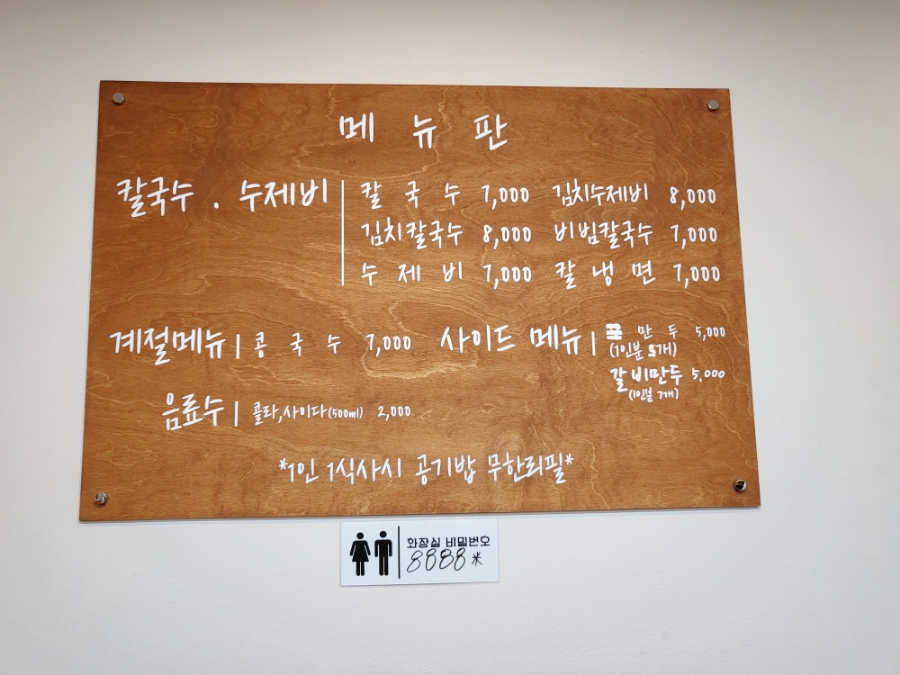 메 뉴 판
칼국수 . 수제비 | 칼 국 수 7,000 김치수제비 8,000
김치칼국수 8,000 비빔칼국수 7,000
수 제 비 7,000 칼 냉 면 7,000
계절메뉴 | 콩 국 수 7,000 사이드 메뉴 | 만 두 5,000
(1인분 5개)
갈비만두 5,000
(1인분 7개)
음료수 | 콜라,사이다(500ml) 2,000
*1인 1식사시 공기밥 무한리필*
화장실 비밀번호
8888 *